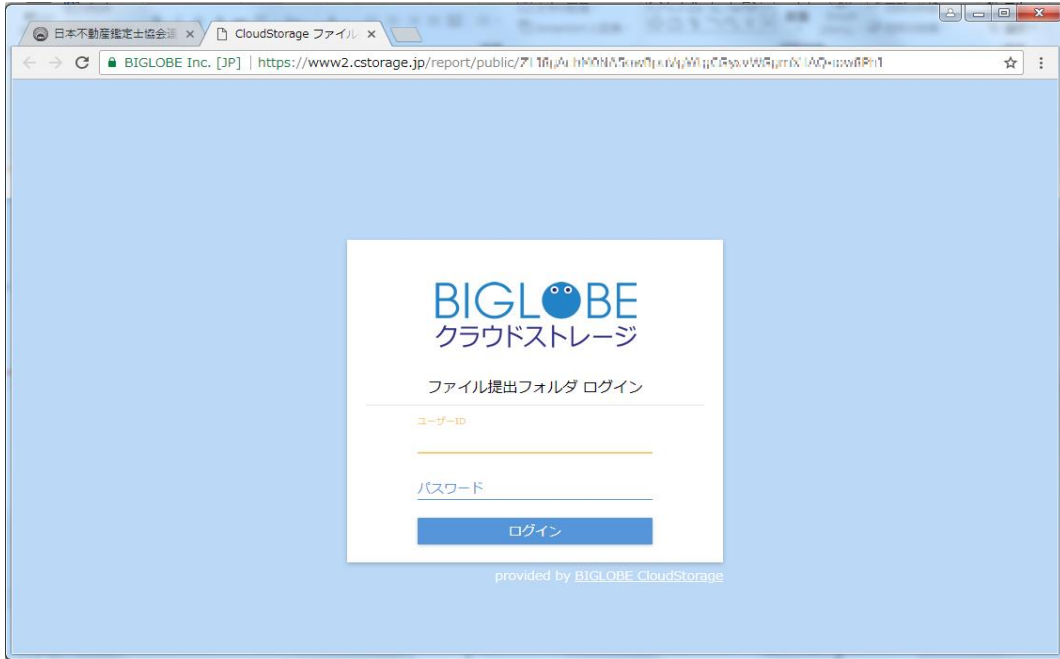 日本不動産鑑定士協会
CloudStorage ファイル
BIGLOBE Inc. [JP] | https://www2.cstorage.jp/report/public/
BIGLOBE
クラウドストレージ
ファイル提出フォルダ ログイン
ユーザーID
パスワード
ログイン
provided by BIGLOBE CloudStorage